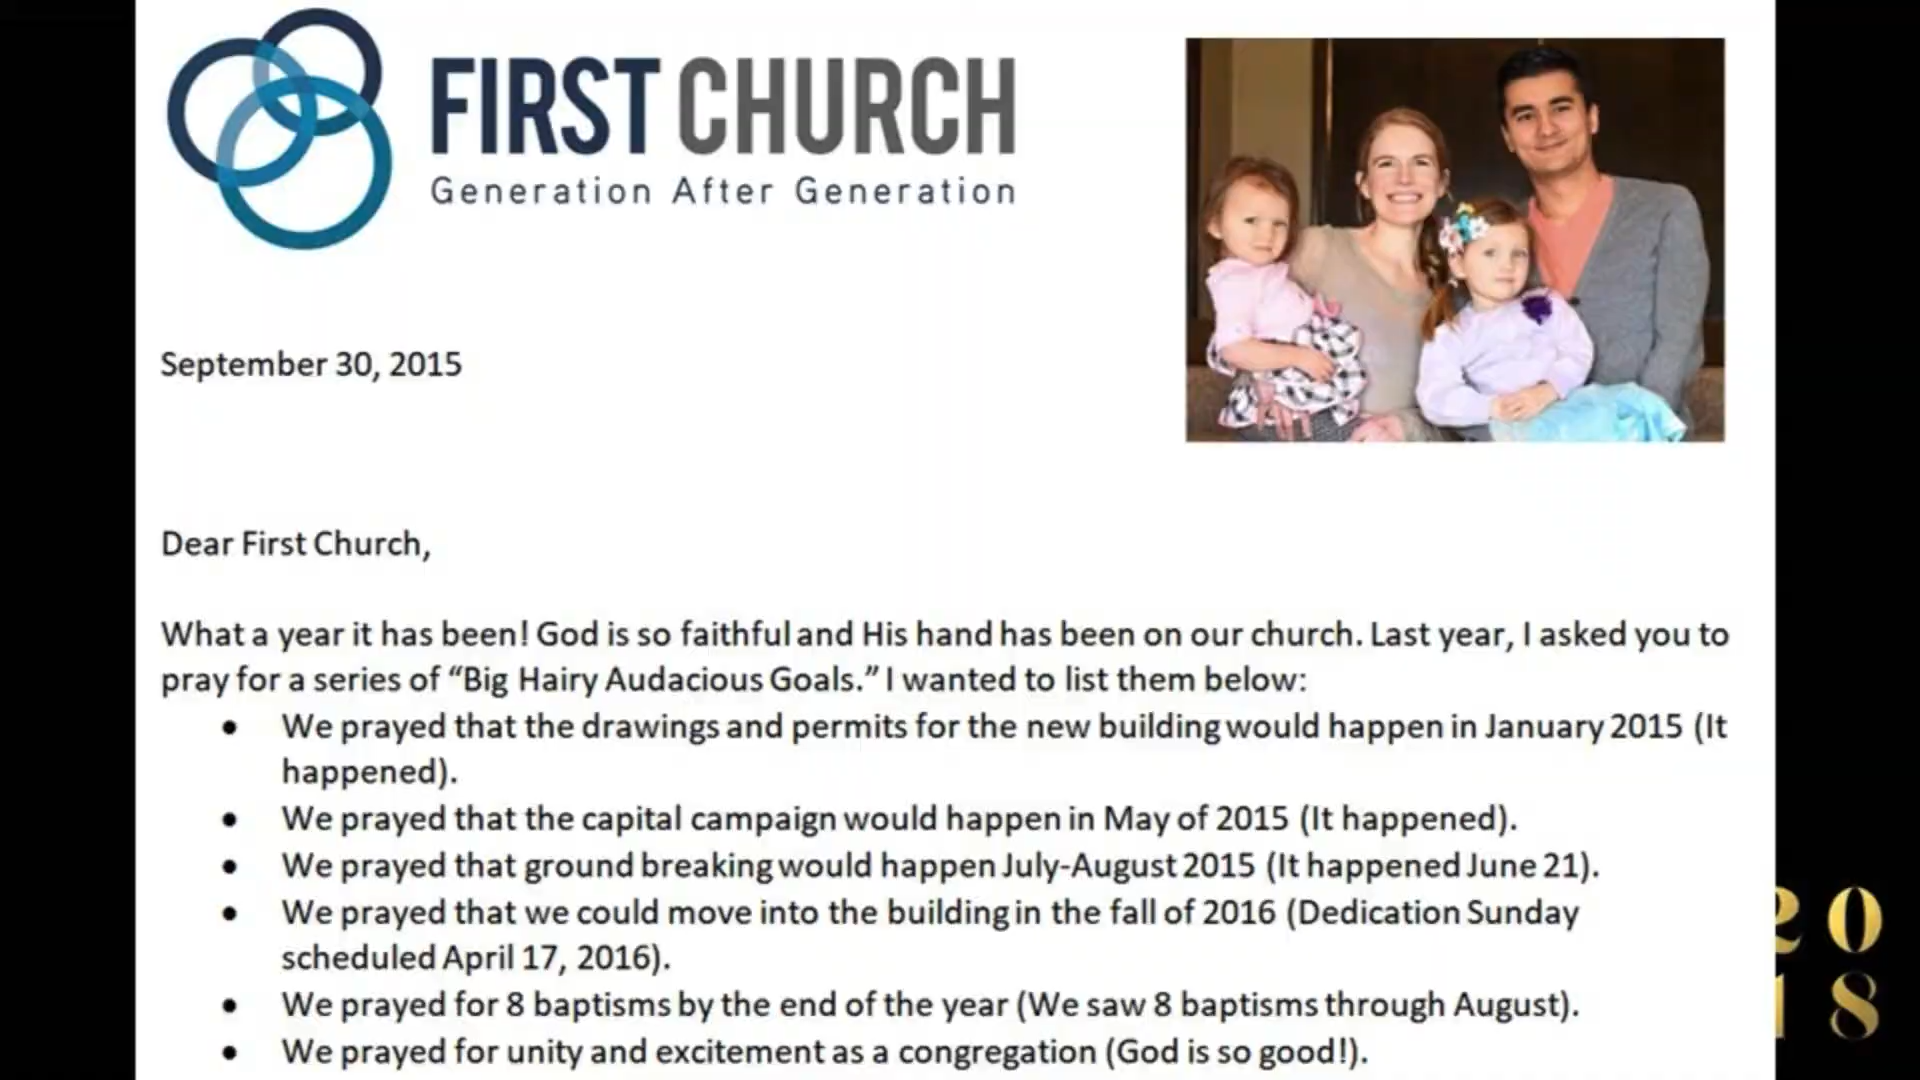 FIRST CHURCH
Generation After Generation
September 30, 2015
Dear First Church,
What a year it has been! God is so faithful and His hand has been on our church. Last year, I asked you to
pray for a series of “Big Hairy Audacious Goals.” I wanted to list them below:
• We prayed that the drawings and permits for the new building would happen in January 2015 (It
happened).
• We prayed that the capital campaign would happen in May of 2015 (It happened).
• We prayed that ground breaking would happen July-August 2015 (It happened June 21).
• We prayed that we could move into the building in the fall of 2016 (Dedication Sunday
scheduled April 17, 2016).
• We prayed for 8 baptisms by the end of the year (We saw 8 baptisms through August).
• We prayed for unity and excitement as a congregation (God is so good!).
20
18